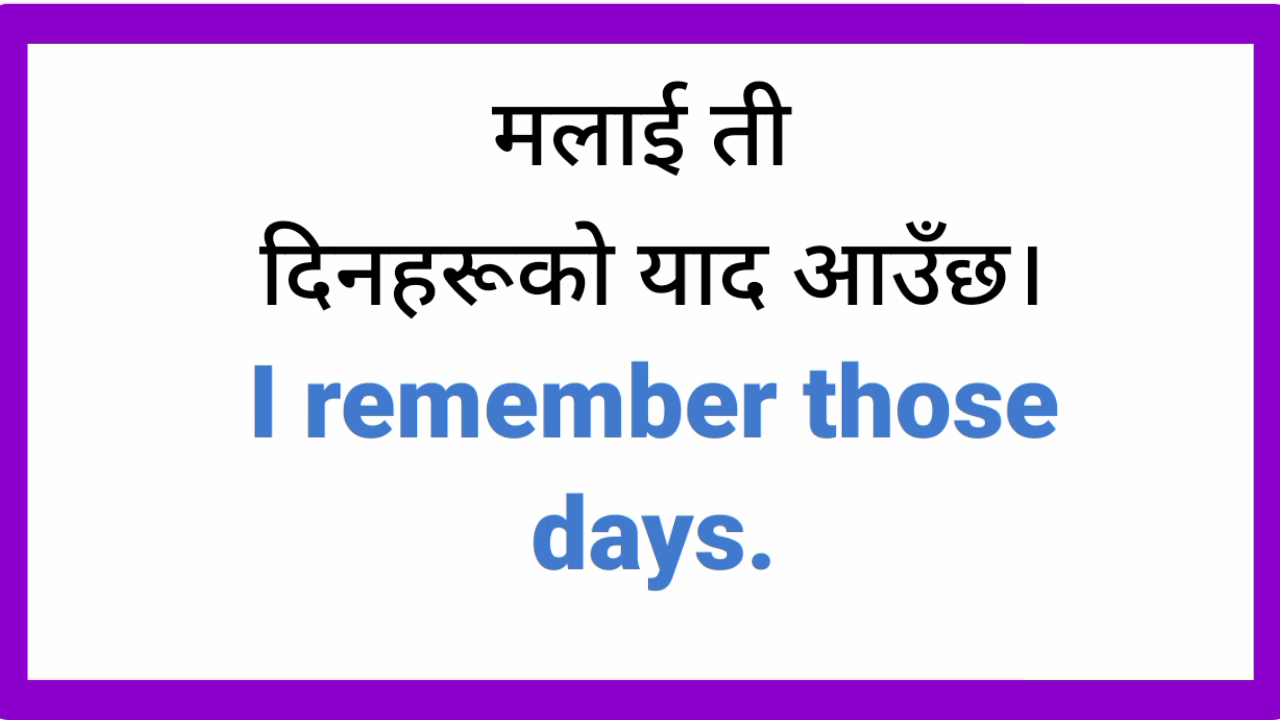 मलाई ती
दिनहरूको याद आउँछ।
I remember those
days.